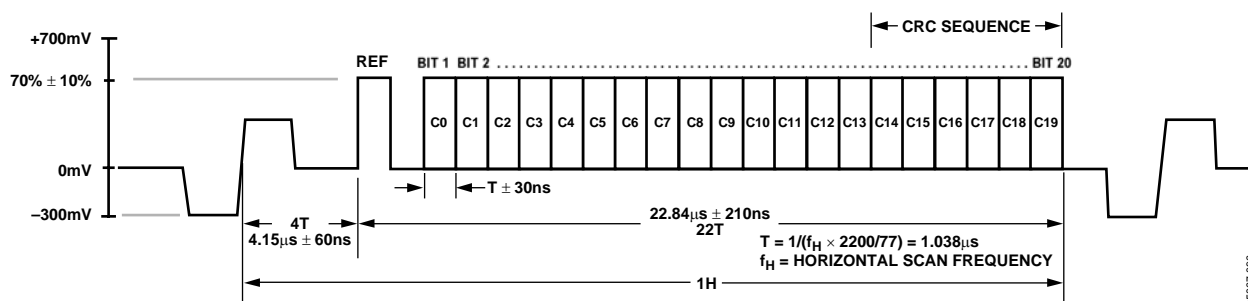 CRC SEQUENCE
+700mV
REF
BIT 1 BIT 2 ........................................................................ BIT 20
70% ± 10%
C0 C1 C2 C3 C4 C5 C6 C7 C8 C9 C10 C11 C12 C13 C14 C15 C16 C17 C18 C19
0mV
T ± 30ns
–300mV
4T
4.15µs ± 60ns
22.84µs ± 210ns
22T
T = 1/(fH × 2200/77) = 1.038µs
fH = HORIZONTAL SCAN FREQUENCY
1H